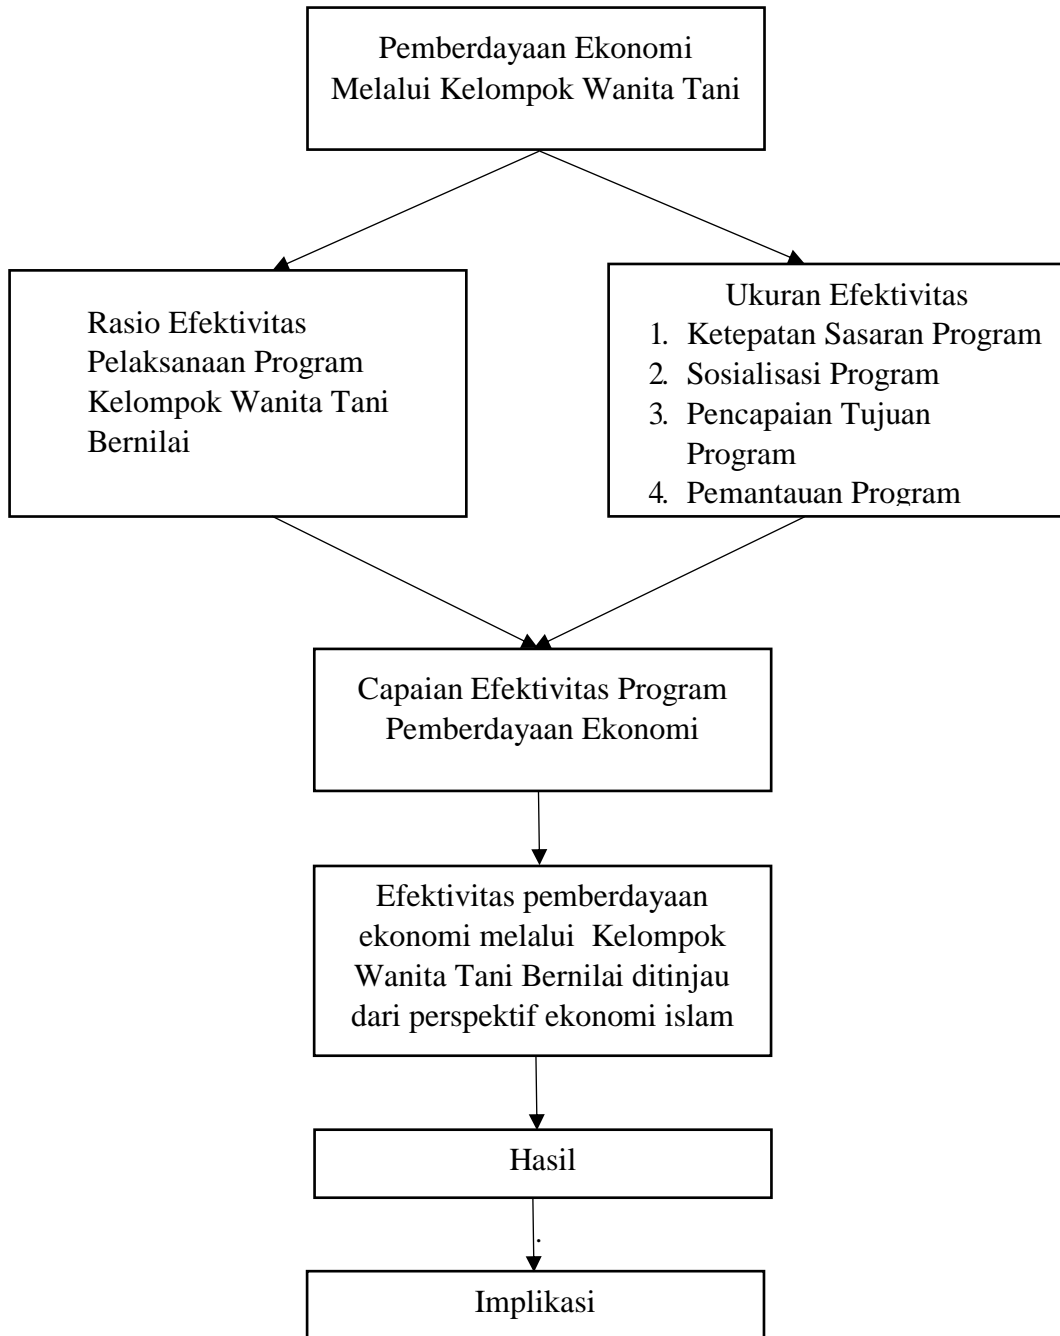 Pemberdayaan Ekonomi
Melalui Kelompok Wanita Tani
Rasio Efektivitas
Pelaksanaan Program
Kelompok Wanita Tani
Bernilai
Ukuran Efektivitas
1. Ketepatan Sasaran Program
2. Sosialisasi Program
3. Pencapaian Tujuan
Program
4. Pemantauan Program
Capaian Efektivitas Program
Pemberdayaan Ekonomi
Efektivitas pemberdayaan
ekonomi melalui Kelompok
Wanita Tani Bernilai ditinjau
dari perspektif ekonomi islam
Hasil
.
Implikasi